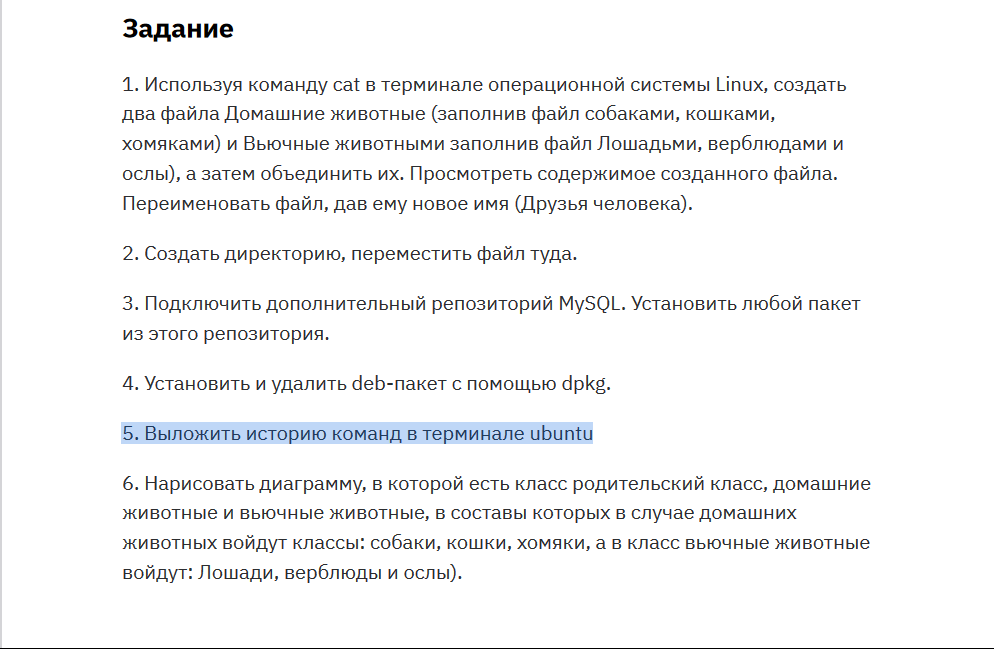 Задание
1. Используя команду cat в терминале операционной системы Linux, создать
два файла Домашние животные (заполнив файл собаками, кошками,
хомяками) и Вьючные животными заполнив файл Лошадьми, верблюдами и
ослы), а затем объединить их. Просмотреть содержимое созданного файла.
Переименовать файл, дав ему новое имя (Друзья человека).
2. Создать директорию, переместить файл туда.
3. Подключить дополнительный репозиторий MySQL. Установить любой пакет
из этого репозитория.
4. Установить и удалить deb-пакет с помощью dpkg.
5. Выложить историю команд в терминале ubuntu
6. Нарисовать диаграмму, в которой есть класс родительский класс, домашние
животные и вьючные животные, в составы которых в случае домашних
животных войдут классы: собаки, кошки, хомяки, а в класс вьючные животные
войдут: Лошади, верблюды и ослы).